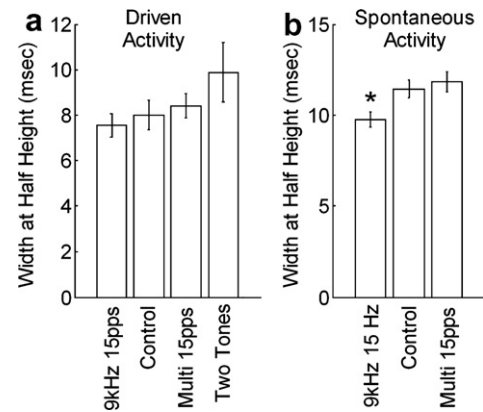 a
Driven
Activity
Width at Half Height (msec)
12
10
8
6
4
2
0
9kHz 15pps
Control
Multi 15pps
Two Tones
b
Spontaneous
Activity
Width at Half Height (msec)
15
10
5
0
*
9kHz 15 Hz
Control
Multi 15pps